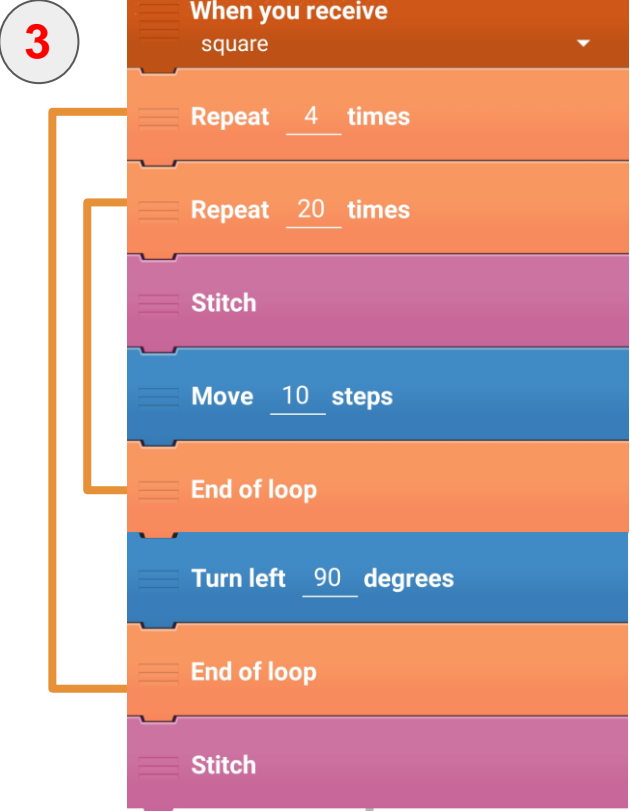 3
When you receive
square
Repeat 4 times
Repeat 20 times
Stitch
Move 10 steps
End of loop
Turn left 90 degrees
End of loop
Stitch